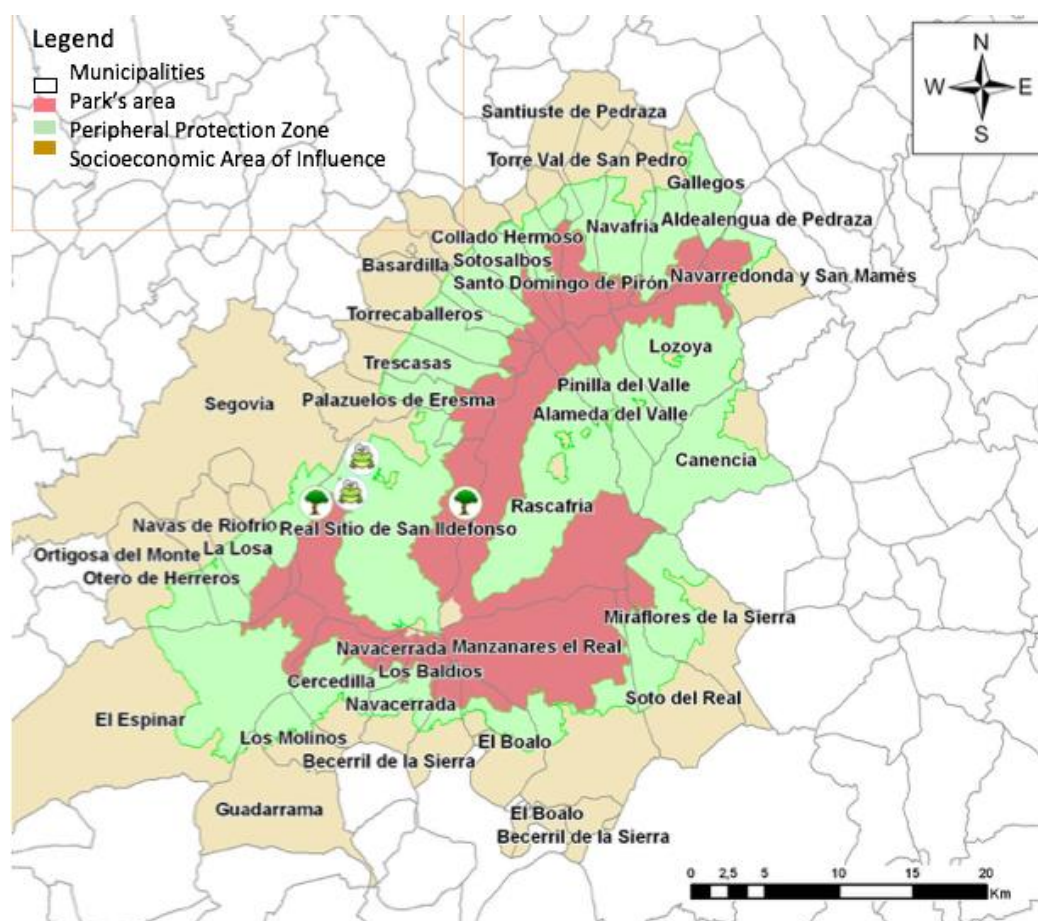 Legend
Municipalities
Park's area
Peripheral Protection Zone
Socioeconomic Area of Influence
N
W E
S
Santiuste de Pedraza
Torre Val de San Pedro
Gallegos
Aldealengua de Pedraza
Navafria
Collado Hermoso
Sotosalbos
Basardilla
Santo Domingo de Pirón
Navarredonda y San Mamés
Torrecaballeros
Lozoya
Trescasas
Pinilla del Valle
Palazuelos de Eresma
Segovia
Alameda del Valle
Canencia
Rascafria
Navas de Riofrio
Real Sitio de San Ildefonso
La Losa
Ortigosa del Monte
Otero de Herreros
Miraflores de la Sierra
Navacerrada
Manzanares el Real
Los Baldios
Cercedilla
Navacerrada
Soto del Real
El Espinar
Los Molinos
El Boalo
Becerril de la Sierra
Guadarrama
El Boalo
Becerril de la Sierra
0 2,5 5 10 15 20
Km